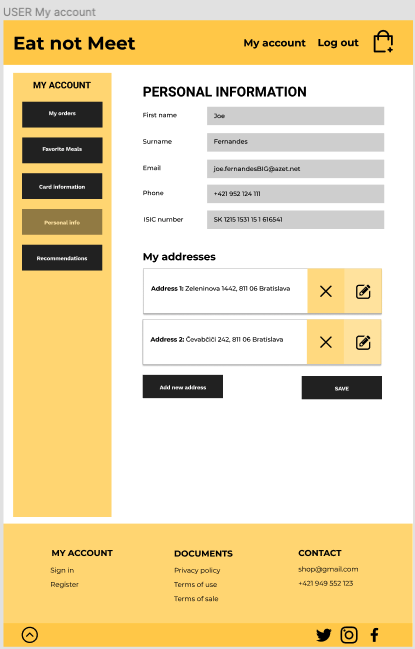 USER My account
Eat not Meet
My account
Log out
MY ACCOUNT
My orders
Favorite Meals
Card information
Personal info
Recommendations
PERSONAL INFORMATION
First name Joe
Surname Fernandes
Email joe.fernandesBIG@azet.net
Phone +421 952 124 111
ISIC number SK 1215 1531 15 1 616541
My addresses
Address 1: Zeleninova 1442, 811 06 Bratislava
Address 2: Čevabčiči 242, 811 06 Bratislava
Add new address
SAVE
MY ACCOUNT
Sign in
Register
DOCUMENTS
Privacy policy
Terms of use
Terms of sale
CONTACT
shop@gmail.com
+421 949 552 123